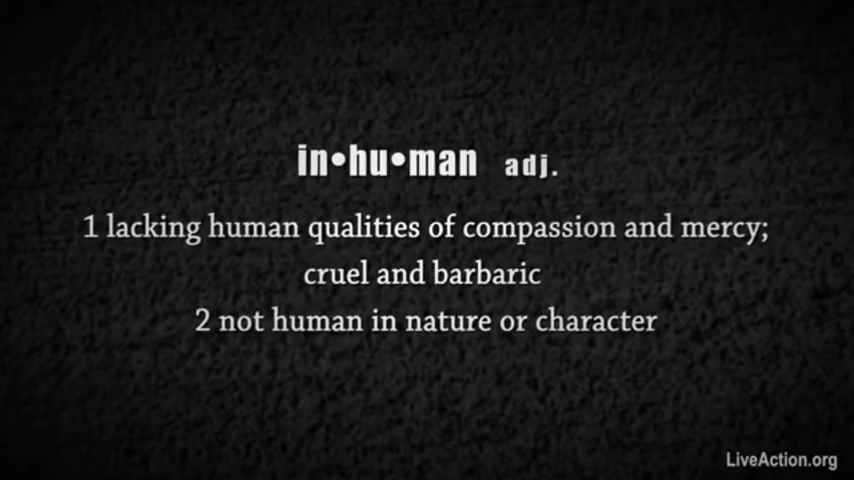 in•hu•man adj.
1 lacking human qualities of compassion and mercy;
cruel and barbaric
2 not human in nature or character
LiveAction.org